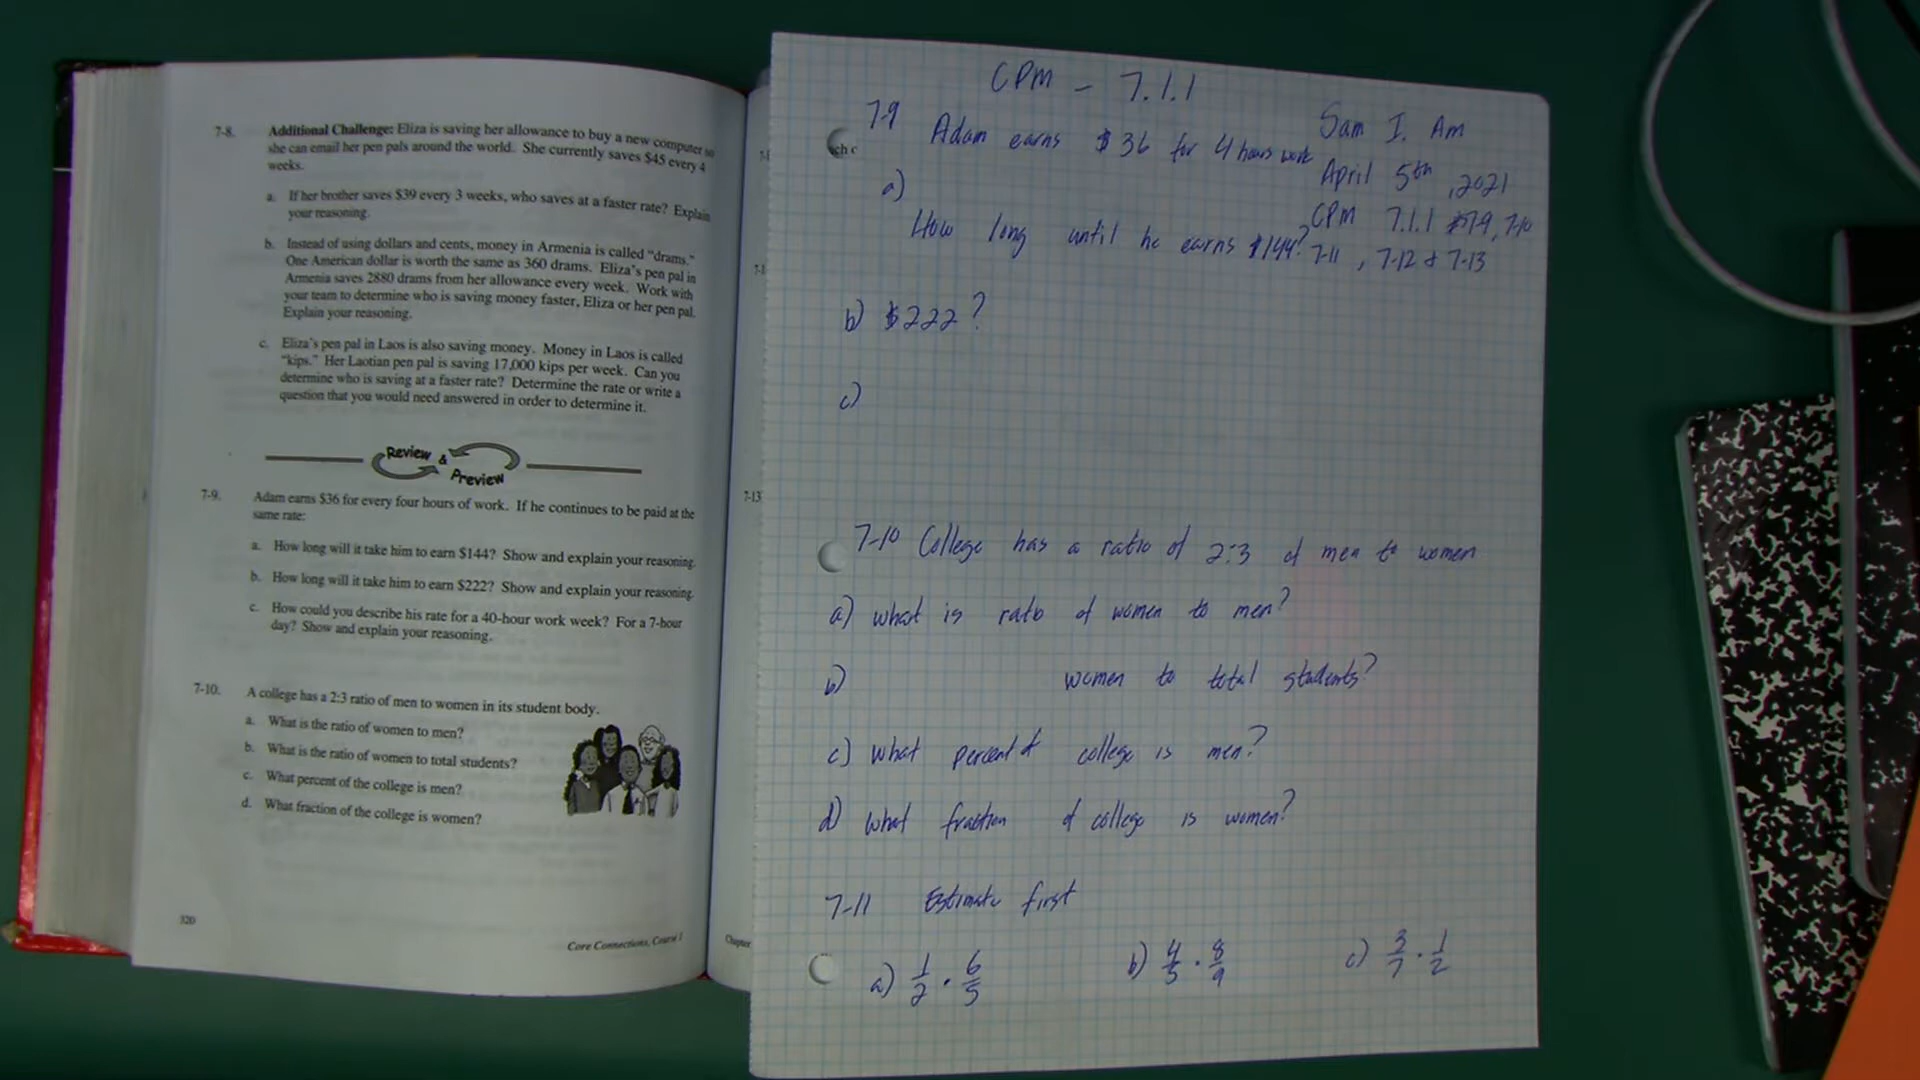 7-8. Additional Challenge: Eliza is saving her allowance to buy a new computer so
she can email her pen pals around the world. She currently saves $45 every 4
weeks.
a. If her brother saves $39 every 3 weeks, who saves at a faster rate? Explain
your reasoning.
b. Instead of using dollars and cents, money in Armenia is called "drams."
One American dollar is worth the same as 360 drams. Eliza's pen pal in
Armenia saves 2880 drams from her allowance every week. Work with
your team to determine who is saving money faster, Eliza or her pen pal.
Explain your reasoning.
c. Eliza's pen pal in Laos is also saving money. Money in Laos is called
"kips." Her Laotian pen pal is saving 17,000 kips per week. Can you
determine who is saving at a faster rate? Determine the rate or write a
question that you would need answered in order to determine it.
Review &
Preview
7-9. Adam earns $36 for every four hours of work. If he continues to be paid at the
same rate:
a. How long will it take him to earn $144? Show and explain your reasoning.
b. How long will it take him to earn $222? Show and explain your reasoning.
c. How could you describe his rate for a 40-hour work week? For a 7-hour
day? Show and explain your reasoning.
7-10. A college has a 2:3 ratio of men to women in its student body.
a. What is the ratio of women to men?
b. What is the ratio of women to total students?
c. What percent of the college is men?
d. What fraction of the college is women?
320
Core Connections, Course
7-13
Chapter
CPM - 7.1.1
Sam I. Am
April 5th, 2021
CPM 7.1.1 7-9, 7-10
7-11, 7-12 & 7-13
7-9 Adam earns $36 for 4 hours work
a)
How long until he earns $144?
b) $222?
c)
7-10 College has a ratio of 2:3 of men to women
a) what is ratio of women to men?
b) women to total students?
c) What percent of college is men?
d) What fraction of college is women?
7-11 Estimate first
a) 1/2 · 6/5 b) 4/5 · 8/9 c) 3/7 · 1/2